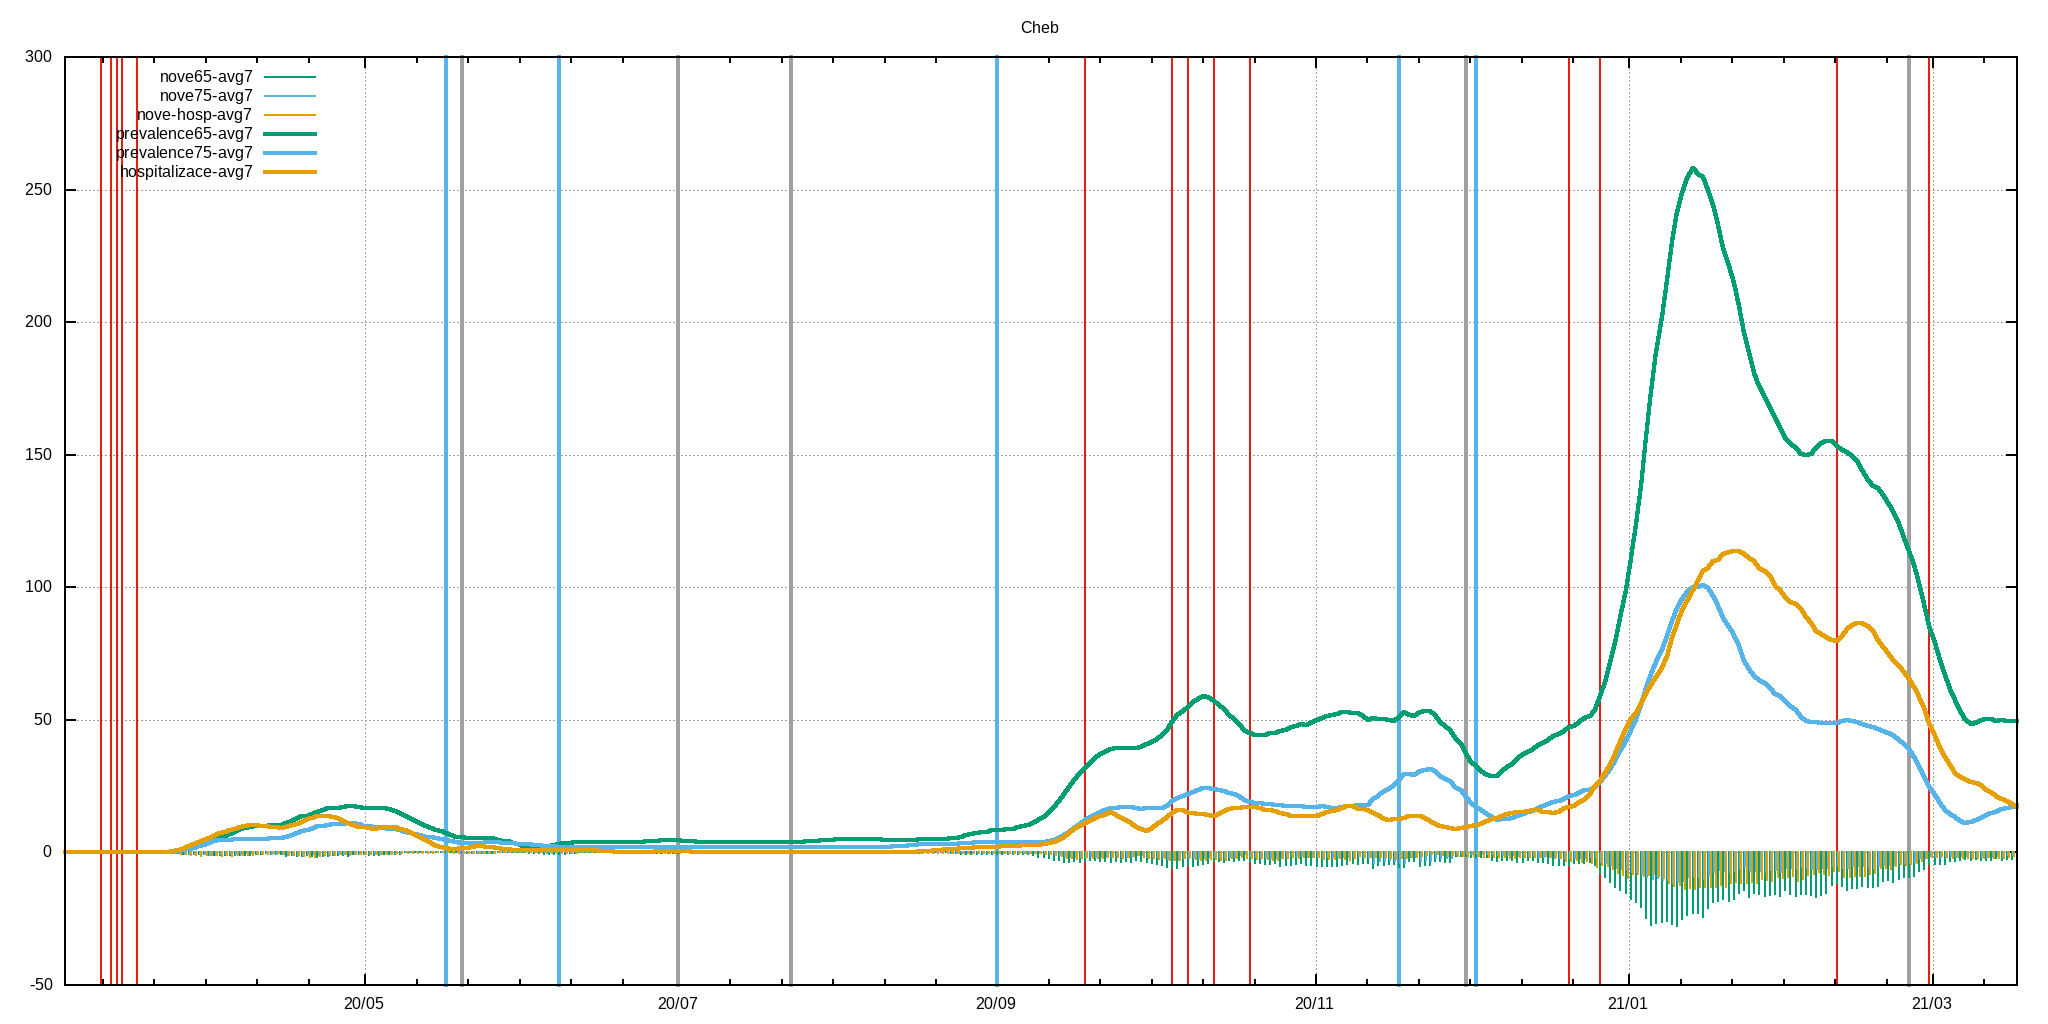 Cheb
300
250
200
150
100
50
0
-50
nove65-avg7
nove75-avg7
nove-hosp-avg7
prevalence65-avg7
prevalence75-avg7
hospitalizace-avg7
20/05 20/07 20/09 20/11 21/01 21/03